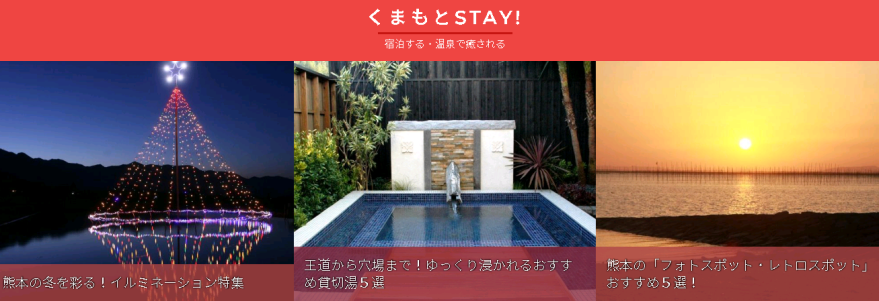 くまもとSTAY!
宿泊する・温泉で癒される
熊本の冬を彩る！イルミネーション特集
王道から穴場まで！ゆっくり浸かれるおすす
め貸切湯５選
熊本の「フォトスポット・レトロスポット」
おすすめ５選！